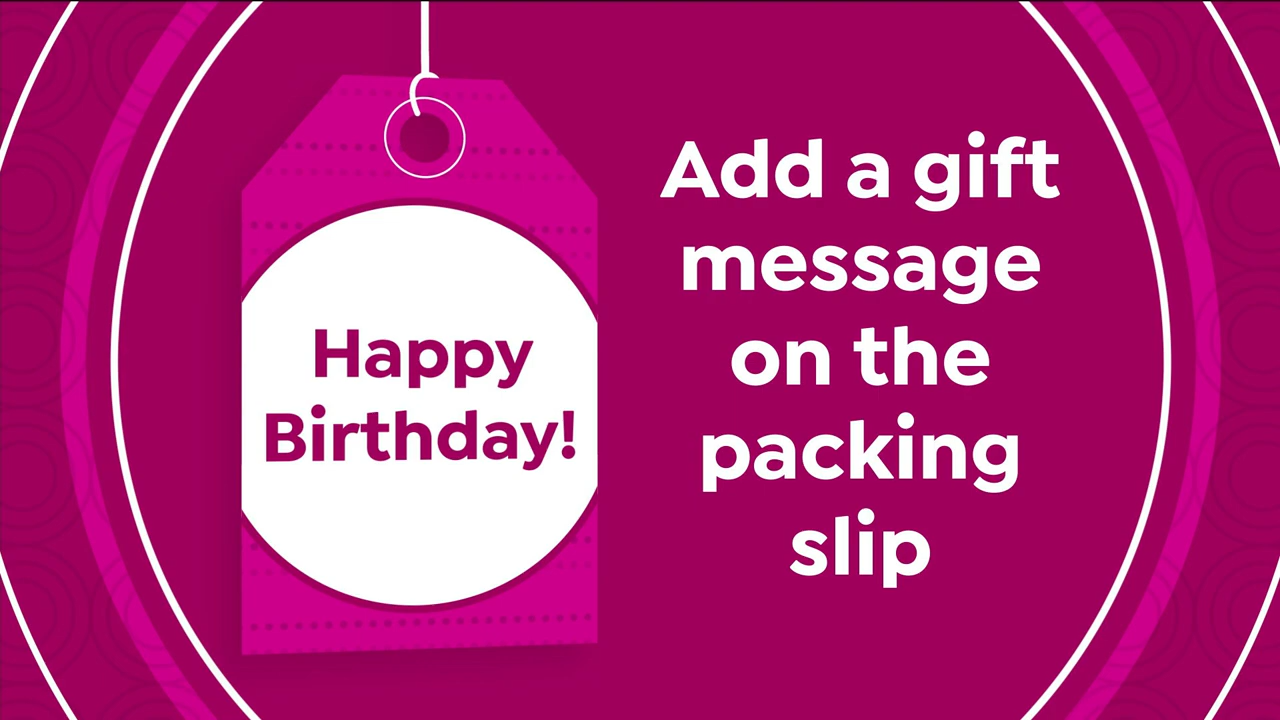 Happy
Birthday!
Add a gift
message
on the
packing
slip